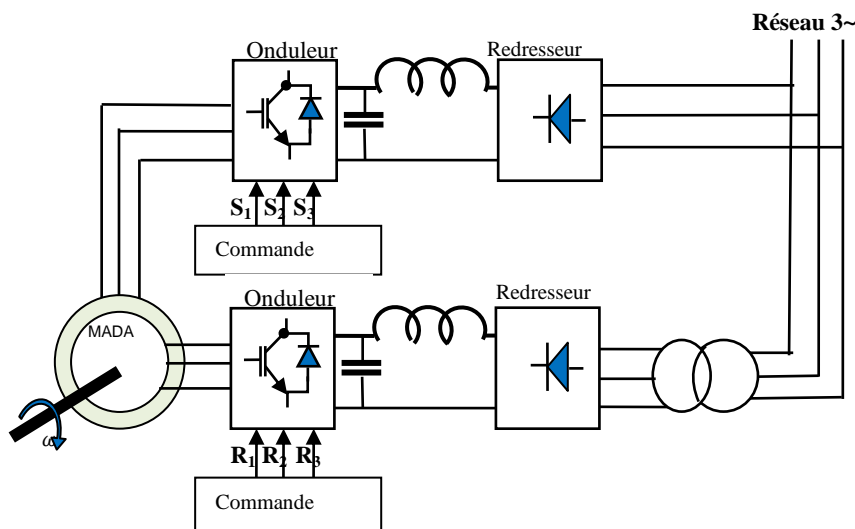 Réseau 3~
Onduleur
Redresseur
S1 S2 S3
Commande
Onduleur
Redresseur
MADA
ω
R1 R2 R3
Commande